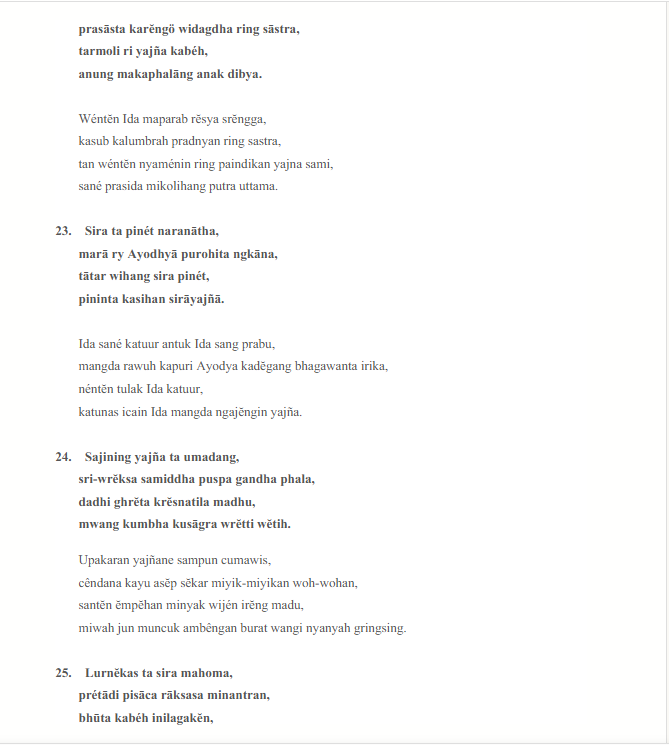 prasāsta karĕngö widagdha ring sāstra,
tarmoli ri yajña kabéh,
anung makaphalāng anak dibya.
Wéntĕn Ida maparab rĕsya srĕngga,
kasub kalumbrah pradnyan ring sastra,
tan wéntĕn nyaménin ring paindikan yajna sami,
sané prasida mikolihang putra uttama.
23. Sira ta pinét naranātha,
marā ry Ayodhyā purohita ngkāna,
tātar wihang sira pinét,
pininta kasihan sirāyajñā.
Ida sané katuur antuk Ida sang prabu,
mangda rawuh kapuri Ayodya kadĕgang bhagawanta irika,
néntĕn tulak Ida katuur,
katunas icain Ida mangda ngajĕngin yajña.
24. Sajining yajña ta umadang,
sri-wrĕksa samiddha puspa gandha phala,
dadhi ghrĕta krĕsnatila madhu,
mwang kumbha kusāgra wrĕtti wĕtih.
Upakaran yajñane sampun cumawis,
cêndana kayu asĕp sĕkar miyik-miyikan woh-wohan,
santĕn ĕmpĕhan minyak wijén irĕng madu,
miwah jun muncuk ambêngan burat wangi nyanyah gringsing.
25. Lurnĕkas ta sira mahoma,
prétādi pisāca rāksasa minantran,
bhūta kabéh inilagakĕn,